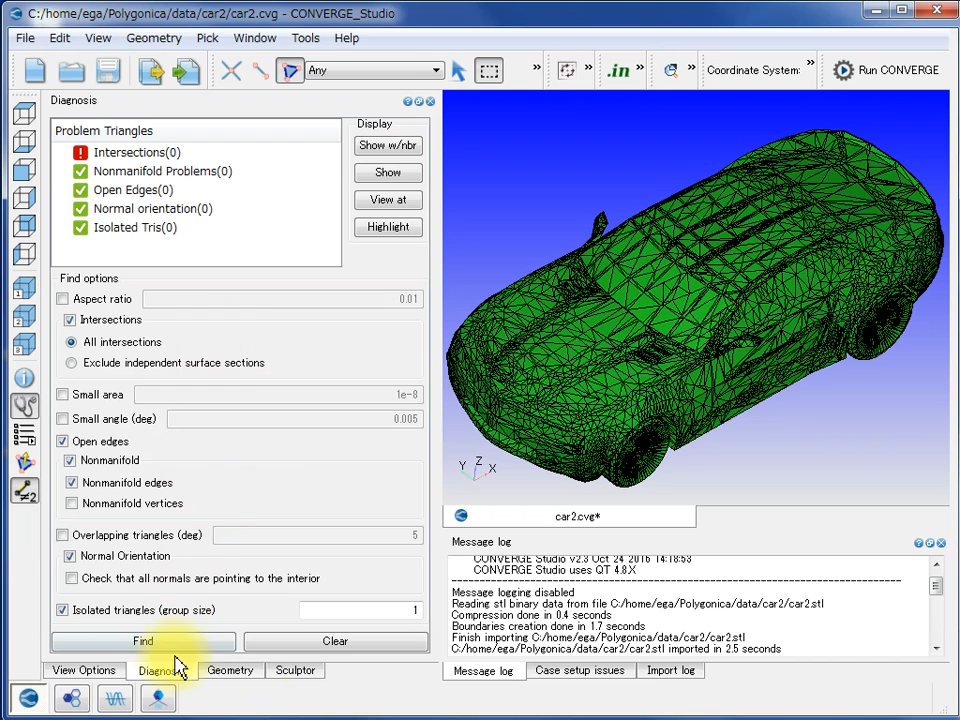 C:/home/ega/Polygonica/data/car2/car2.cvg - CONVERGE_Studio
File Edit View Geometry Pick Window Tools Help
Any
»
.in
»
»
Coordinate System:
»
Run CONVERGE
Diagnosis
Problem Triangles
Intersections(0)
Nonmanifold Problems(0)
Open Edges(0)
Normal orientation(0)
Isolated Tris(0)
Display
Show w/nbr
Show
View at
Highlight
Find options
Aspect ratio 0.01
Intersections
All intersections
Exclude independent surface sections
Small area 1e-8
Small angle (deg) 0.005
Open edges
Nonmanifold
Nonmanifold edges
Nonmanifold vertices
Overlapping triangles (deg) 5
Normal Orientation
Check that all normals are pointing to the interior
Isolated triangles (group size) 1
Find Clear
View Options Diagnosis Geometry Sculptor
1
2
3
Y Z X
car2.cvg*
Message log
CONVERGE Studio v2.3 Oct 24 2016 14:18:53
CONVERGE Studio uses QT 4.8.X
Message logging disabled
Reading stl binary data from file C:/home/ega/Polygonica/data/car2/car2.stl
Compression done in 0.4 seconds
Boundaries creation done in 1.7 seconds
Finish importing C:/home/ega/Polygonica/data/car2/car2.stl
C:/home/ega/Polygonica/data/car2/car2.stl imported in 2.5 seconds
Message log Case setup issues Import log